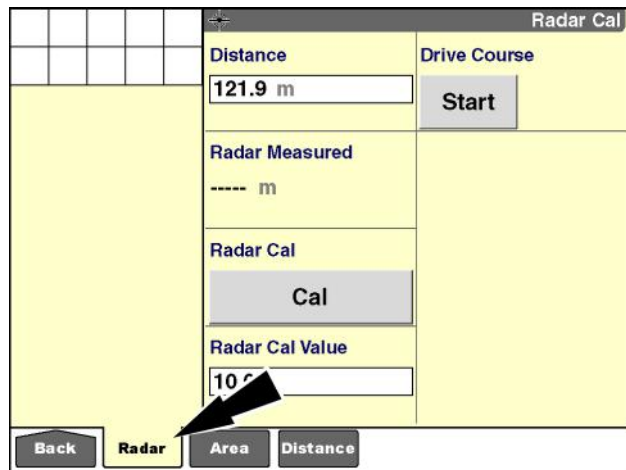 Radar Cal
Distance
121.9 m
Drive Course
Start
Radar Measured
----- m
Radar Cal
Cal
Radar Cal Value
Back
Radar
Area
Distance